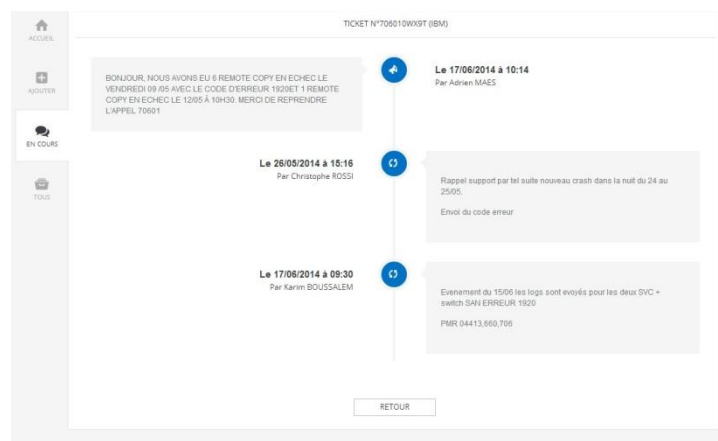 TICKET N°706010WX9T (IBM)
ACCUEIL
AJOUTER
EN COURS
TOUS
BONJOUR, NOUS AVONS EU 6 REMOTE COPY EN ECHEC LE
VENDREDI 09 /05 AVEC LE CODE D'ERREUR 1920ET 1 REMOTE
COPY EN ECHEC LE 12/05 À 10H30. MERCI DE REPRENDRE
L'APPEL 70601
Le 17/06/2014 à 10:14
Par Adrien MAES
Le 26/05/2014 à 15:16
Par Christophe ROSSI
Rappel support par tel suite nouveau crash dans la nuit du 24 au
25/05.
Envoi du code erreur
Le 17/06/2014 à 09:30
Par Karim BOUSSALEM
Evenement du 15/06 les logs sont evoyés pour les deux SVC +
switch SAN ERREUR 1920
PMR 04413,660,706
RETOUR